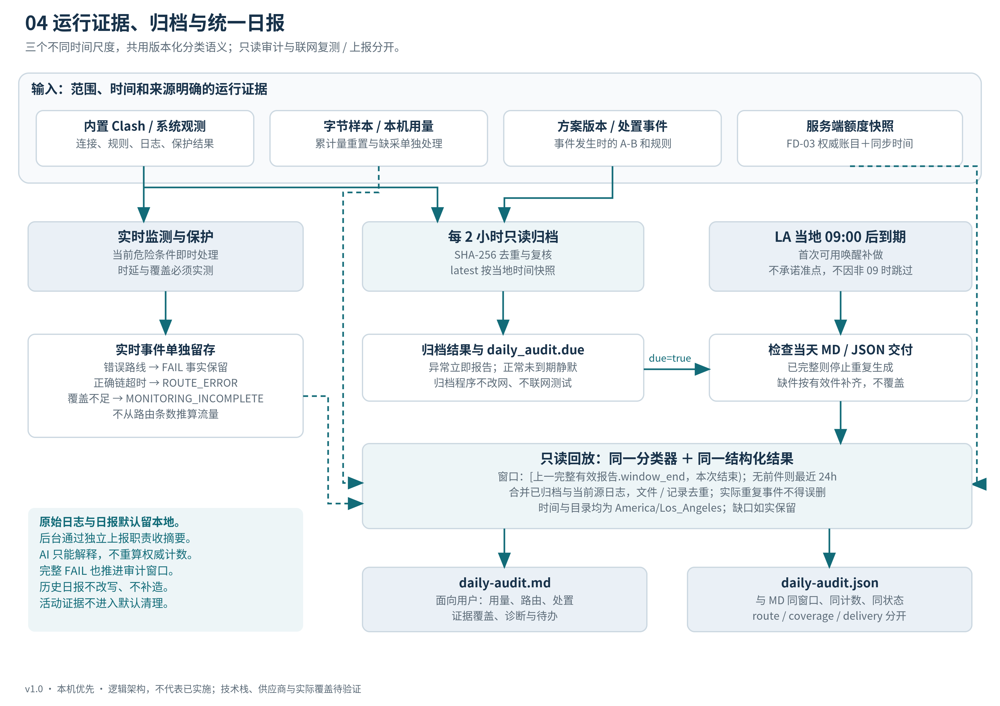 04 运行证据、归档与统一日报
三个不同时间尺度，共用版本化分类语义；只读审计与联网复测 / 上报分开。
输入：范围、时间和来源明确的运行证据
内置 Clash / 系统观测
连接、规则、日志、保护结果
字节样本 / 本机用量
累计量重置与缺采单独处理
方案版本 / 处置事件
事件发生时的 A-B 和规则
服务端额度快照
FD-03 权威账目＋同步时间
实时监测与保护
当前危险条件即时处理
时延与覆盖必须实测
每 2 小时只读归档
SHA-256 去重与复核
latest 按当地时间快照
LA 当地 09:00 后到期
首次可用唤醒补做
不承诺准点，不因非 09 时跳过
实时事件单独留存
错误路线 → FAIL 事实保留
正确链超时 → ROUTE_ERROR
覆盖不足 → MONITORING_INCOMPLETE
不从路由条数推算流量
归档结果与 daily_audit.due
异常立即报告；正常未到期静默
归档程序不改网、不联网测试
due=true
检查当天 MD / JSON 交付
已完整则停止重复生成
缺件按有效件补齐，不覆盖
只读回放：同一分类器 ＋ 同一结构化结果
窗口：[上一完整有效报告.window_end，本次结束)；无前件则最近 24h
合并已归档与当前源日志，文件 / 记录去重；实际重复事件不得误删
时间与目录均为 America/Los_Angeles；缺口如实保留
原始日志与日报默认留本地。
后台通过独立上报职责收摘要。
AI 只能解释，不重算权威计数。
完整 FAIL 也推进审计窗口。
历史日报不改写、不补造。
活动证据不进入默认清理。
daily-audit.md
面向用户：用量、路由、处置
证据覆盖、诊断与待办
daily-audit.json
与 MD 同窗口、同计数、同状态
route / coverage / delivery 分开
v1.0 · 本机优先 · 逻辑架构，不代表已实施；技术栈、供应商与实际覆盖待验证